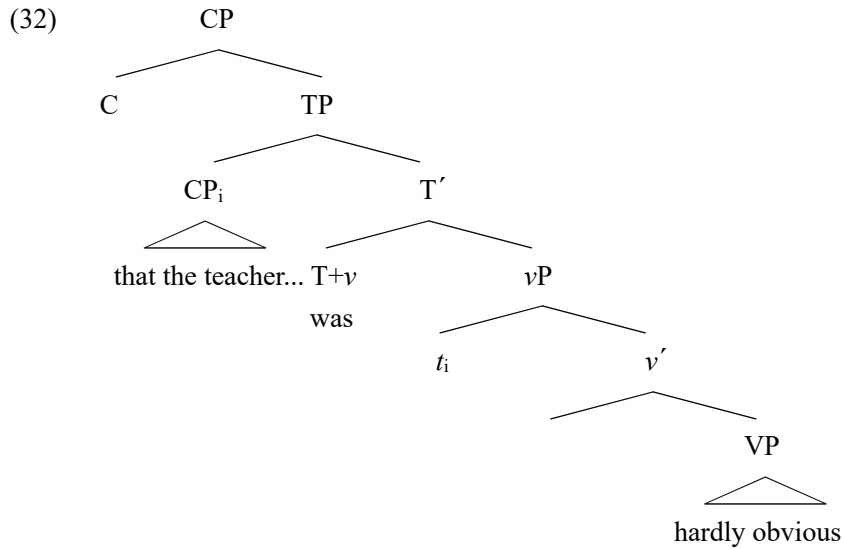 (32) CP
C TP
CPᵢ T´
that the teacher... T+v vP
was
tᵢ v´
VP
hardly obvious